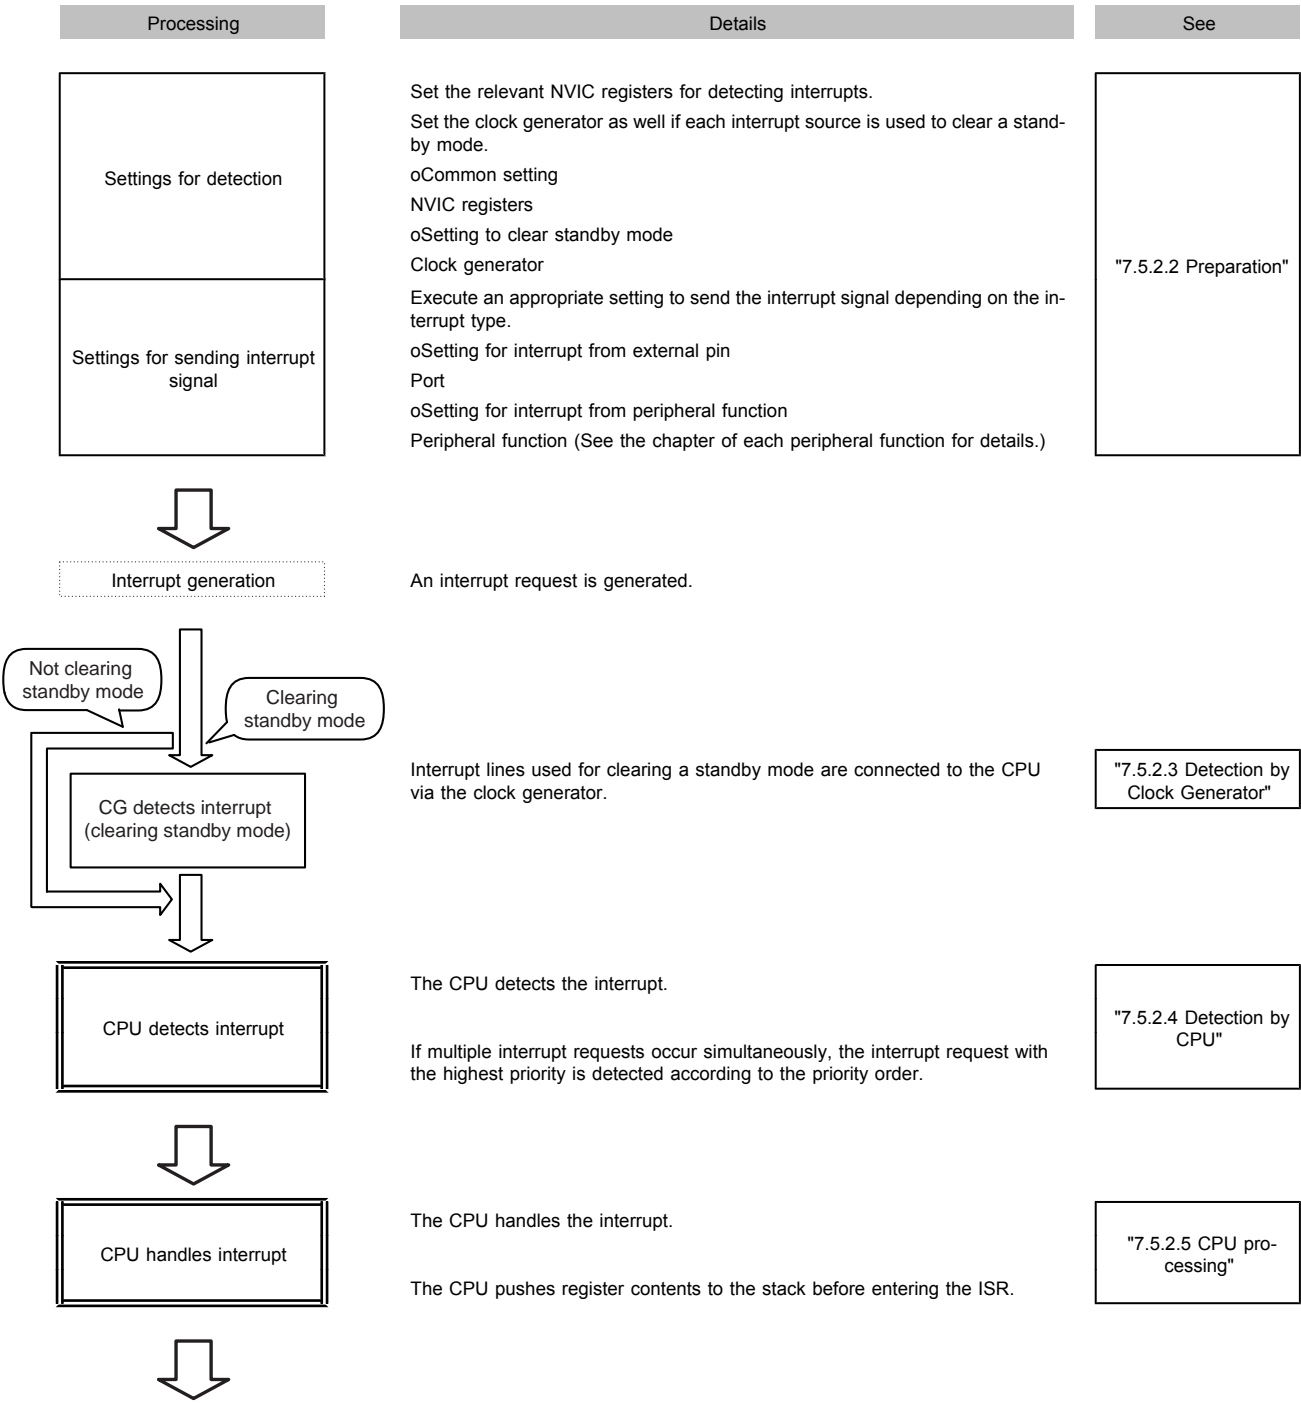 Processing
Details
See
Settings for detection
Set the relevant NVIC registers for detecting interrupts.
Set the clock generator as well if each interrupt source is used to clear a stand-
by mode.
oCommon setting
NVIC registers
oSetting to clear standby mode
Clock generator
"7.5.2.2 Preparation"
Settings for sending interrupt
signal
Execute an appropriate setting to send the interrupt signal depending on the in-
terrupt type.
oSetting for interrupt from external pin
Port
oSetting for interrupt from peripheral function
Peripheral function (See the chapter of each peripheral function for details.)
Interrupt generation
An interrupt request is generated.
Not clearing
standby mode
Clearing
standby mode
CG detects interrupt
(clearing standby mode)
Interrupt lines used for clearing a standby mode are connected to the CPU
via the clock generator.
"7.5.2.3 Detection by
Clock Generator"
CPU detects interrupt
The CPU detects the interrupt.
If multiple interrupt requests occur simultaneously, the interrupt request with
the highest priority is detected according to the priority order.
"7.5.2.4 Detection by
CPU"
CPU handles interrupt
The CPU handles the interrupt.
The CPU pushes register contents to the stack before entering the ISR.
"7.5.2.5 CPU pro-
cessing"